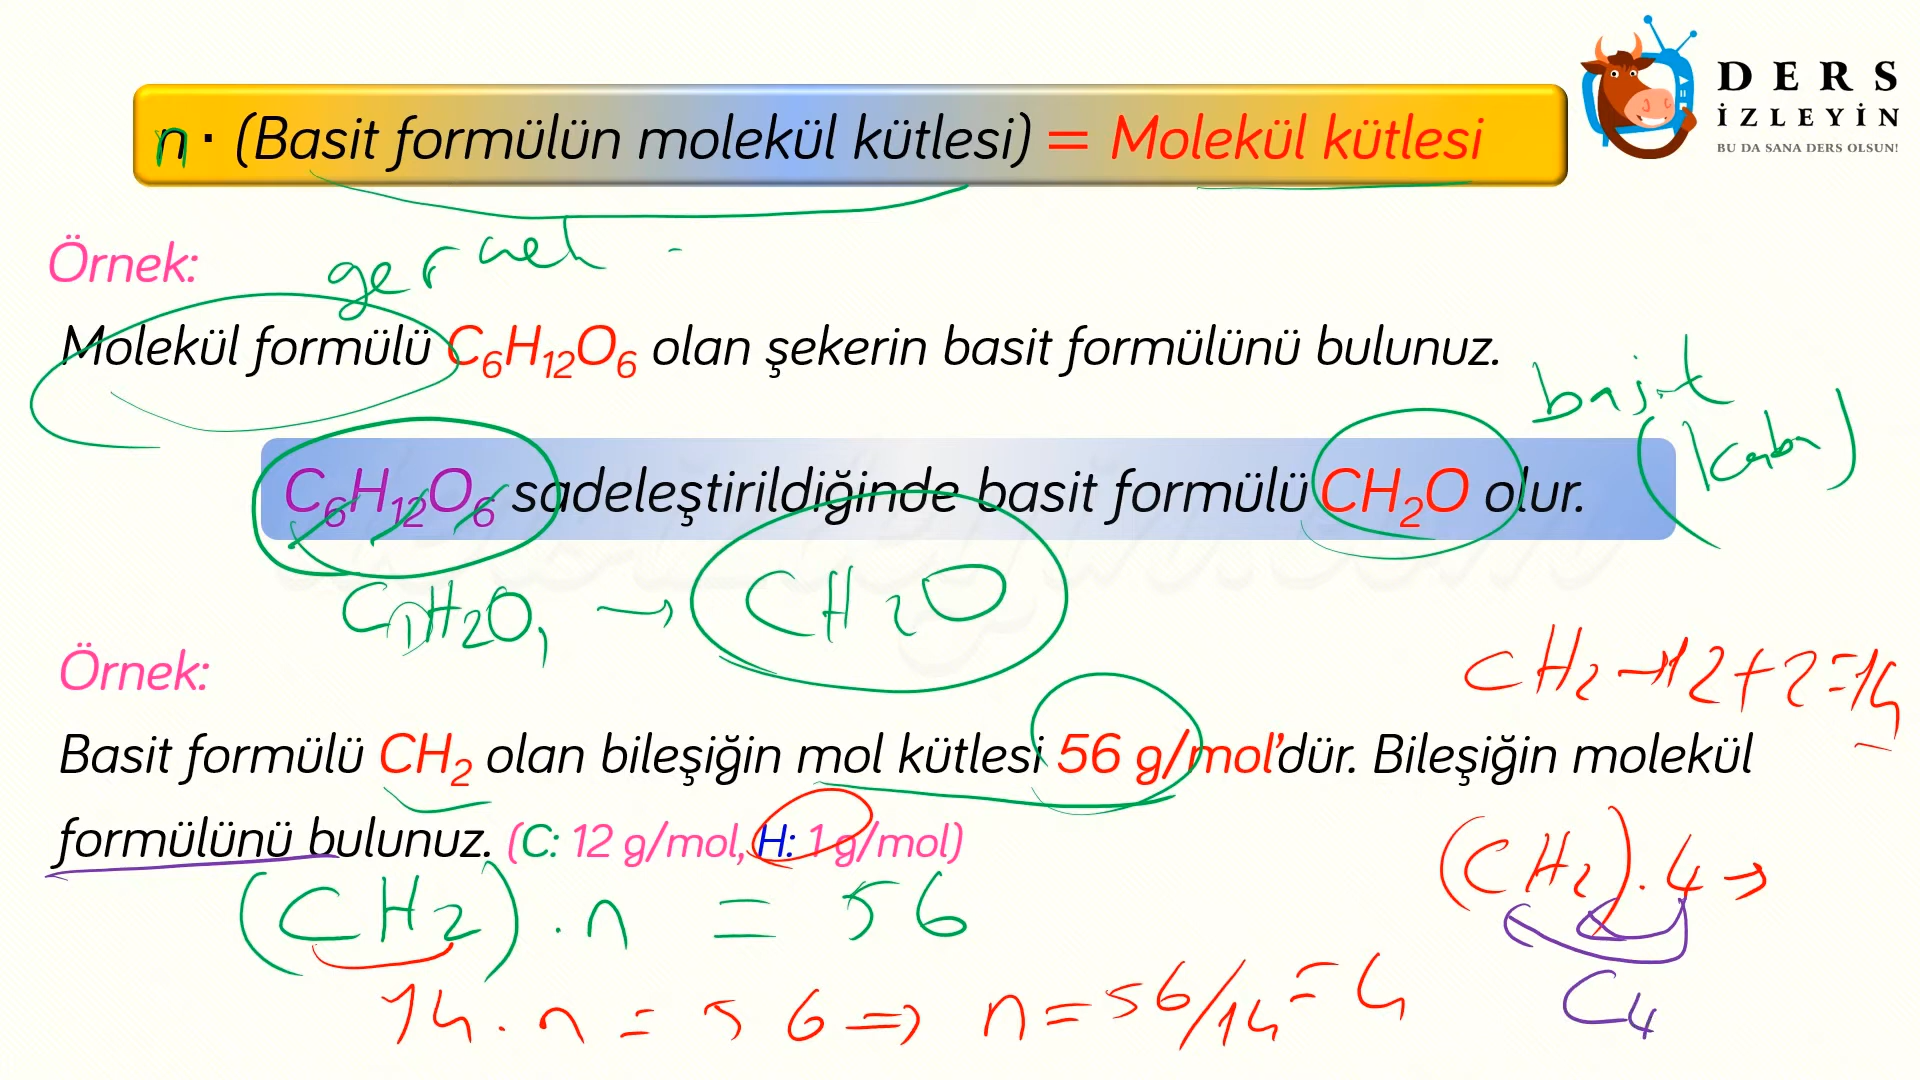 DERS
İZLEYİN
BU DA SANA DERS OLSUN!
n · (Basit formülün molekül kütlesi) = Molekül kütlesi
Örnek:
Molekül formülü C₆H₁₂O₆ olan şekerin basit formülünü bulunuz.
basit
(kaba)
C₆H₁₂O₆ sadeleştirildiğinde basit formülü CH₂O olur.
C₁H₂O₁ → CH₂O
Örnek:
CH₂→12+2=14
Basit formülü CH₂ olan bileşiğin mol kütlesi 56 g/mol’dür. Bileşiğin molekül
formülünü bulunuz. (C: 12 g/mol, H: 1 g/mol)
(CH₂).4→
(CH₂).n = 56
14.n=56⇒ n=56/14=4
C₄